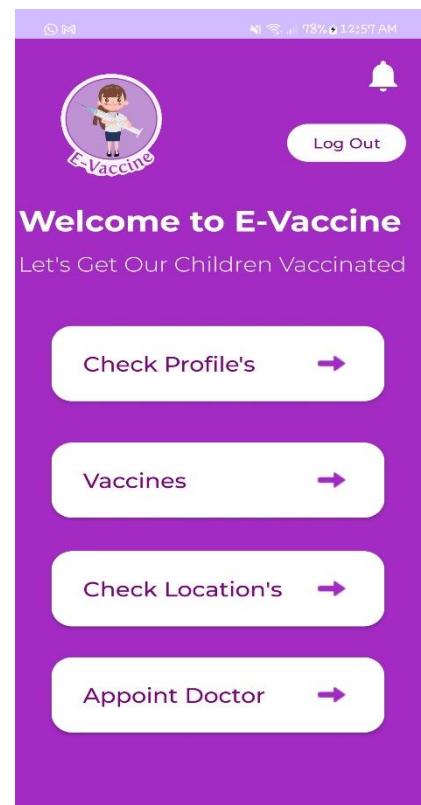 78% 12:57 AM
E-Vaccine
Log Out
Welcome to E-Vaccine
Let's Get Our Children Vaccinated
Check Profile's
Vaccines
Check Location's
Appoint Doctor